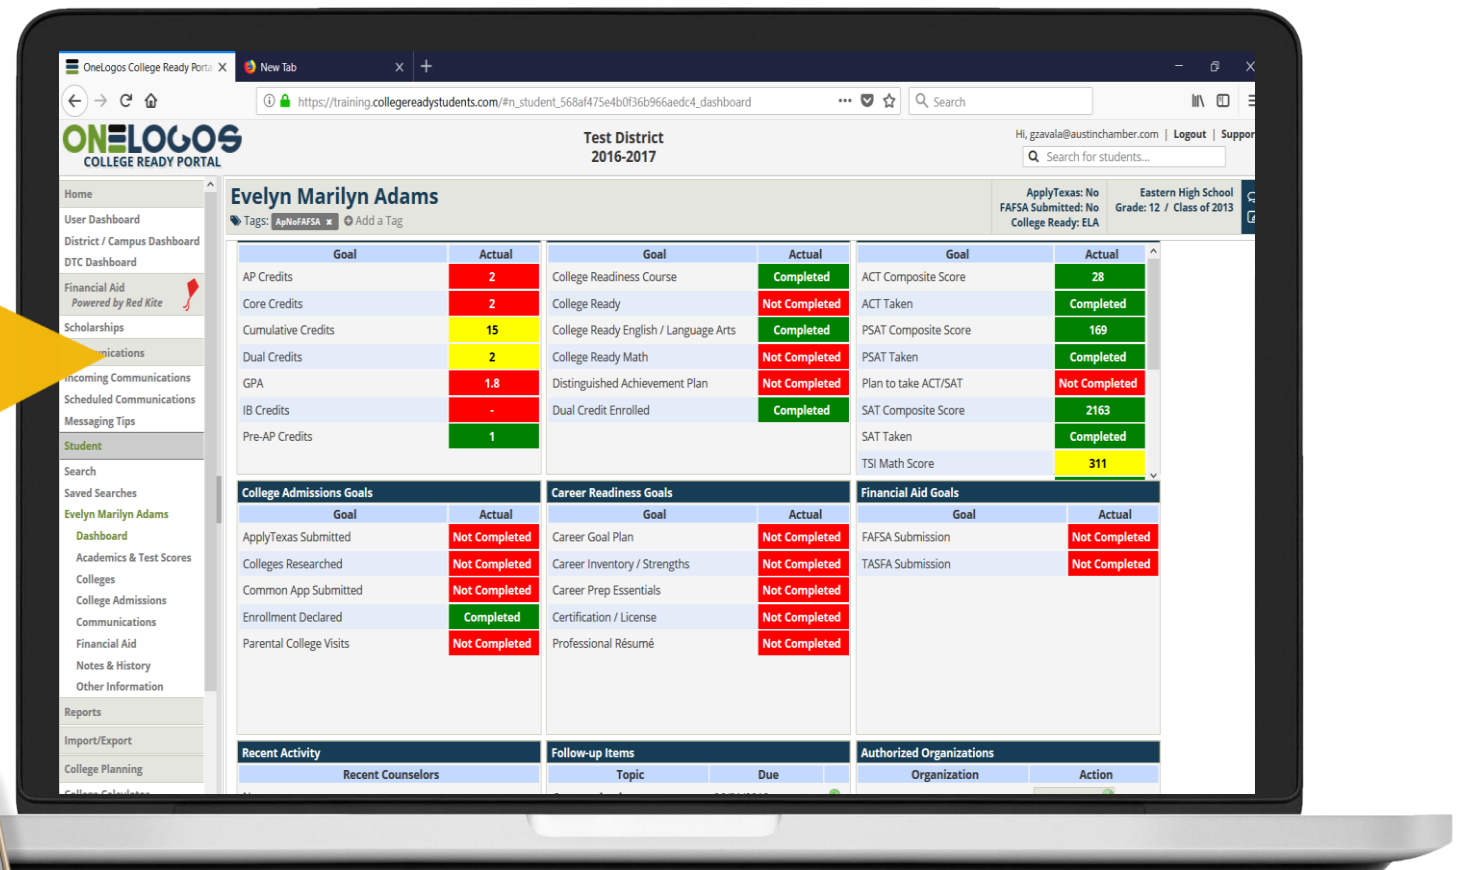 OneLogos College Ready Porta
New Tab
https://training.collegereadystudents.com/#n_student_568af475e4b0f36b966aedc4_dashboard
Search
ONELOGOS
COLLEGE READY PORTAL
Test District
2016-2017
Hi, gzavala@austinchamber.com | Logout | Suppor
Search for students...
Home
User Dashboard
District / Campus Dashboard
DTC Dashboard
Financial Aid
Powered by Red Kite
Scholarships
unications
Incoming Communications
Scheduled Communications
Messaging Tips
Student
Search
Saved Searches
Evelyn Marilyn Adams
Dashboard
Academics & Test Scores
Colleges
College Admissions
Communications
Financial Aid
Notes & History
Other Information
Reports
Import/Export
College Planning
Evelyn Marilyn Adams
Tags: ApNoFAFSA x Add a Tag
ApplyTexas: No
FAFSA Submitted: No
College Ready: ELA
Eastern High School
Grade: 12 / Class of 2013
Goal Actual
AP Credits 2
Core Credits 2
Cumulative Credits 15
Dual Credits 2
GPA 1.8
IB Credits -
Pre-AP Credits 1
Goal Actual
College Readiness Course Completed
College Ready Not Completed
College Ready English / Language Arts Completed
College Ready Math Not Completed
Distinguished Achievement Plan Not Completed
Dual Credit Enrolled Completed
Goal Actual
ACT Composite Score 28
ACT Taken Completed
PSAT Composite Score 169
PSAT Taken Completed
Plan to take ACT/SAT Not Completed
SAT Composite Score 2163
SAT Taken Completed
TSI Math Score 311
College Admissions Goals
Goal Actual
ApplyTexas Submitted Not Completed
Colleges Researched Not Completed
Common App Submitted Not Completed
Enrollment Declared Completed
Parental College Visits Not Completed
Career Readiness Goals
Goal Actual
Career Goal Plan Not Completed
Career Inventory / Strengths Not Completed
Career Prep Essentials Not Completed
Certification / License Not Completed
Professional Résumé Not Completed
Financial Aid Goals
Goal Actual
FAFSA Submission Not Completed
TASFA Submission Not Completed
Recent Activity
Recent Counselors
Follow-up Items
Topic Due
Authorized Organizations
Organization Action